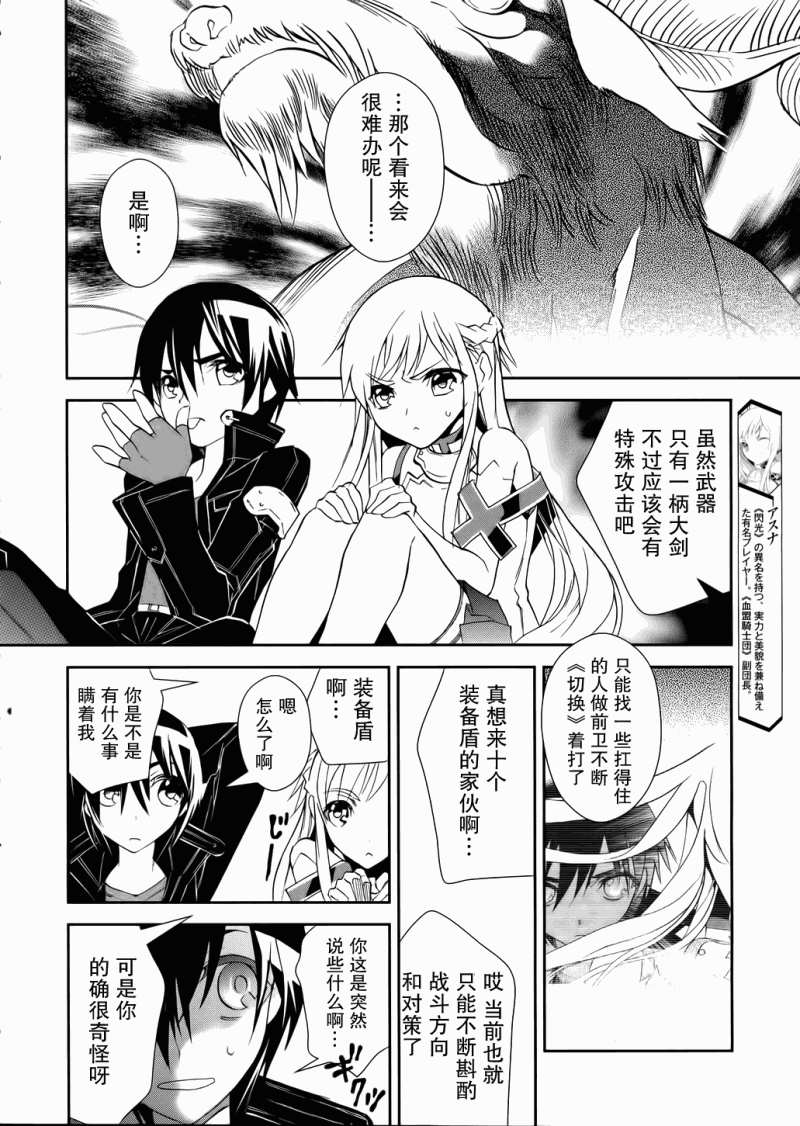 …那个看来会
很难办呢——…
是啊…
虽然武器
只有一柄大剑
不过应该会有
特殊攻击吧
アスナ
《閃光》の異名を持つ、実力と美貌を兼ね備え
た有名プレイヤー。《血盟騎士団》副団長。
只能找一些扛得住
的人做前卫不断
《切换》着打了
真想来十个
装备盾的家伙啊…
哎 当前也就
只能不断斟酌
战斗方向
和对策了
装备盾
啊…
嗯
怎么了啊
じーっ
你是不是
有什么事
瞒着我
你这是突然
说些什么啊…
ギクッ
可是你
的确很奇怪呀